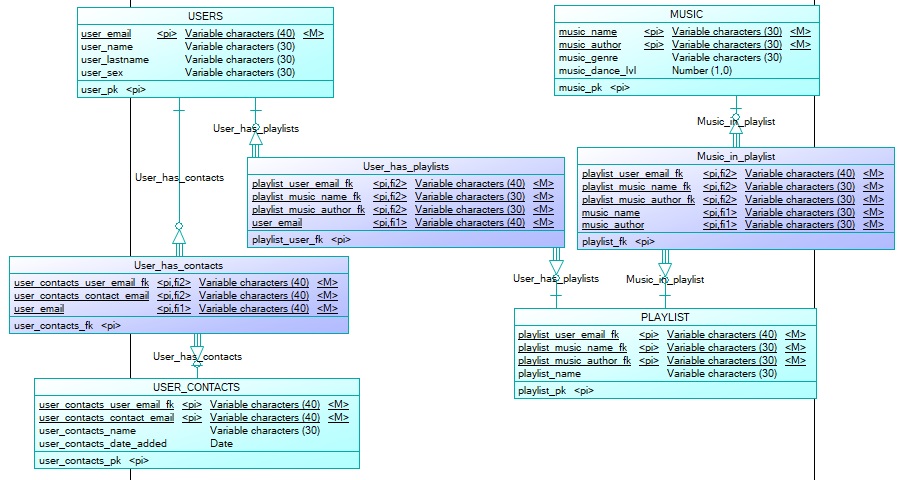 USERS
user_email <pi> Variable characters (40) <M>
user_name Variable characters (30)
user_lastname Variable characters (30)
user_sex Variable characters (30)
user_pk <pi>
MUSIC
music_name <pi> Variable characters (30) <M>
music_author <pi> Variable characters (30) <M>
music_genre Variable characters (30)
music_dance_lvl Number (1,0)
music_pk <pi>
User_has_playlists
Music_in_playlist
User_has_contacts
User_has_playlists
playlist_user_email_fk <pi,fi2> Variable characters (40) <M>
playlist_music_name_fk <pi,fi2> Variable characters (30) <M>
playlist_music_author_fk <pi,fi2> Variable characters (30) <M>
user_email <pi,fi1> Variable characters (40) <M>
playlist_user_fk <pi>
Music_in_playlist
playlist_user_email_fk <pi,fi2> Variable characters (40) <M>
playlist_music_name_fk <pi,fi2> Variable characters (30) <M>
playlist_music_author_fk <pi,fi2> Variable characters (30) <M>
music_name <pi,fi1> Variable characters (30) <M>
music_author <pi,fi1> Variable characters (30) <M>
playlist_fk <pi>
User_has_contacts
user_contacts_user_email_fk <pi,fi2> Variable characters (40) <M>
user_contacts_contact_email <pi,fi2> Variable characters (40) <M>
user_email <pi,fi1> Variable characters (40) <M>
user_contacts_fk <pi>
User_has_playlists
Music_in_playlist
User_has_contacts
PLAYLIST
playlist_user_email_fk <pi> Variable characters (40) <M>
playlist_music_name_fk <pi> Variable characters (30) <M>
playlist_music_author_fk <pi> Variable characters (30) <M>
playlist_name Variable characters (30)
playlist_pk <pi>
USER_CONTACTS
user_contacts_user_email_fk <pi> Variable characters (40) <M>
user_contacts_contact_email <pi> Variable characters (40) <M>
user_contacts_name Variable characters (30)
user_contacts_date_added Date
user_contacts_pk <pi>